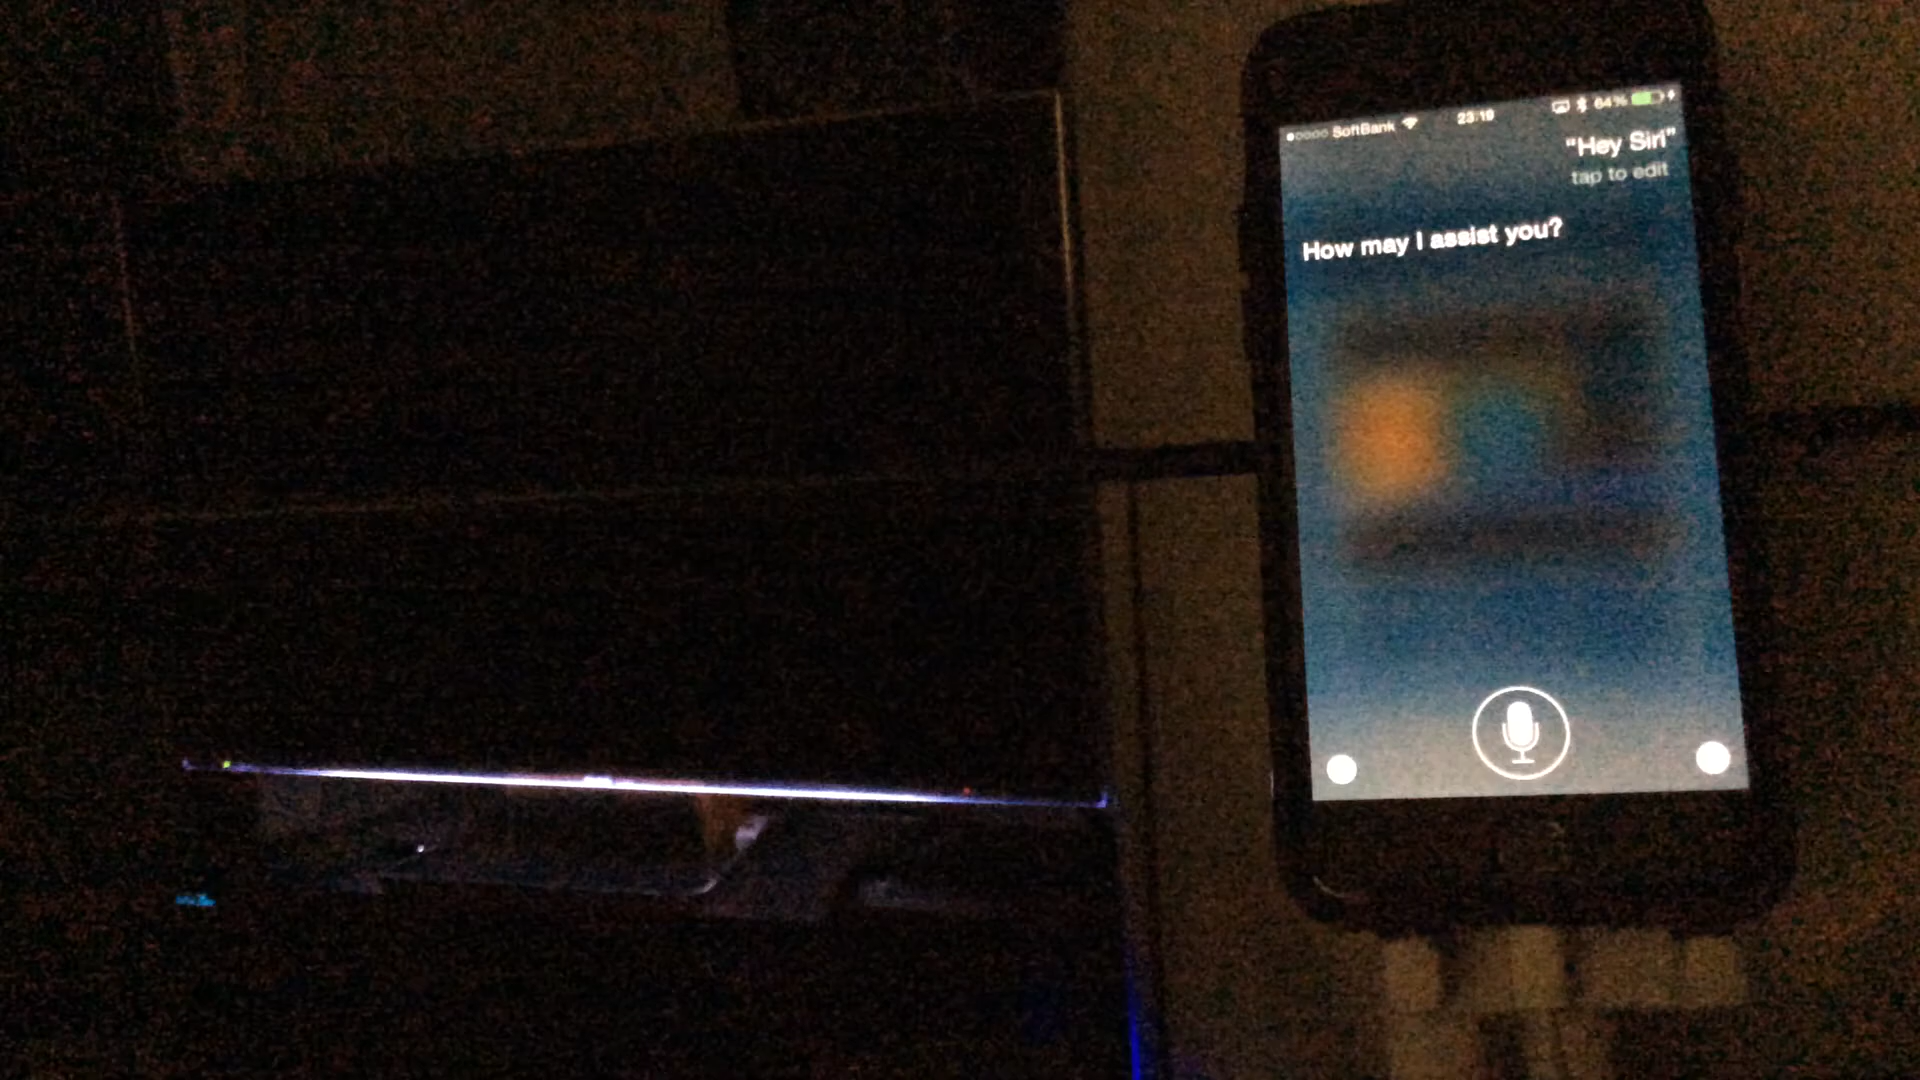 SoftBank 23:19 64%
"Hey Siri"
tap to edit
How may I assist you?